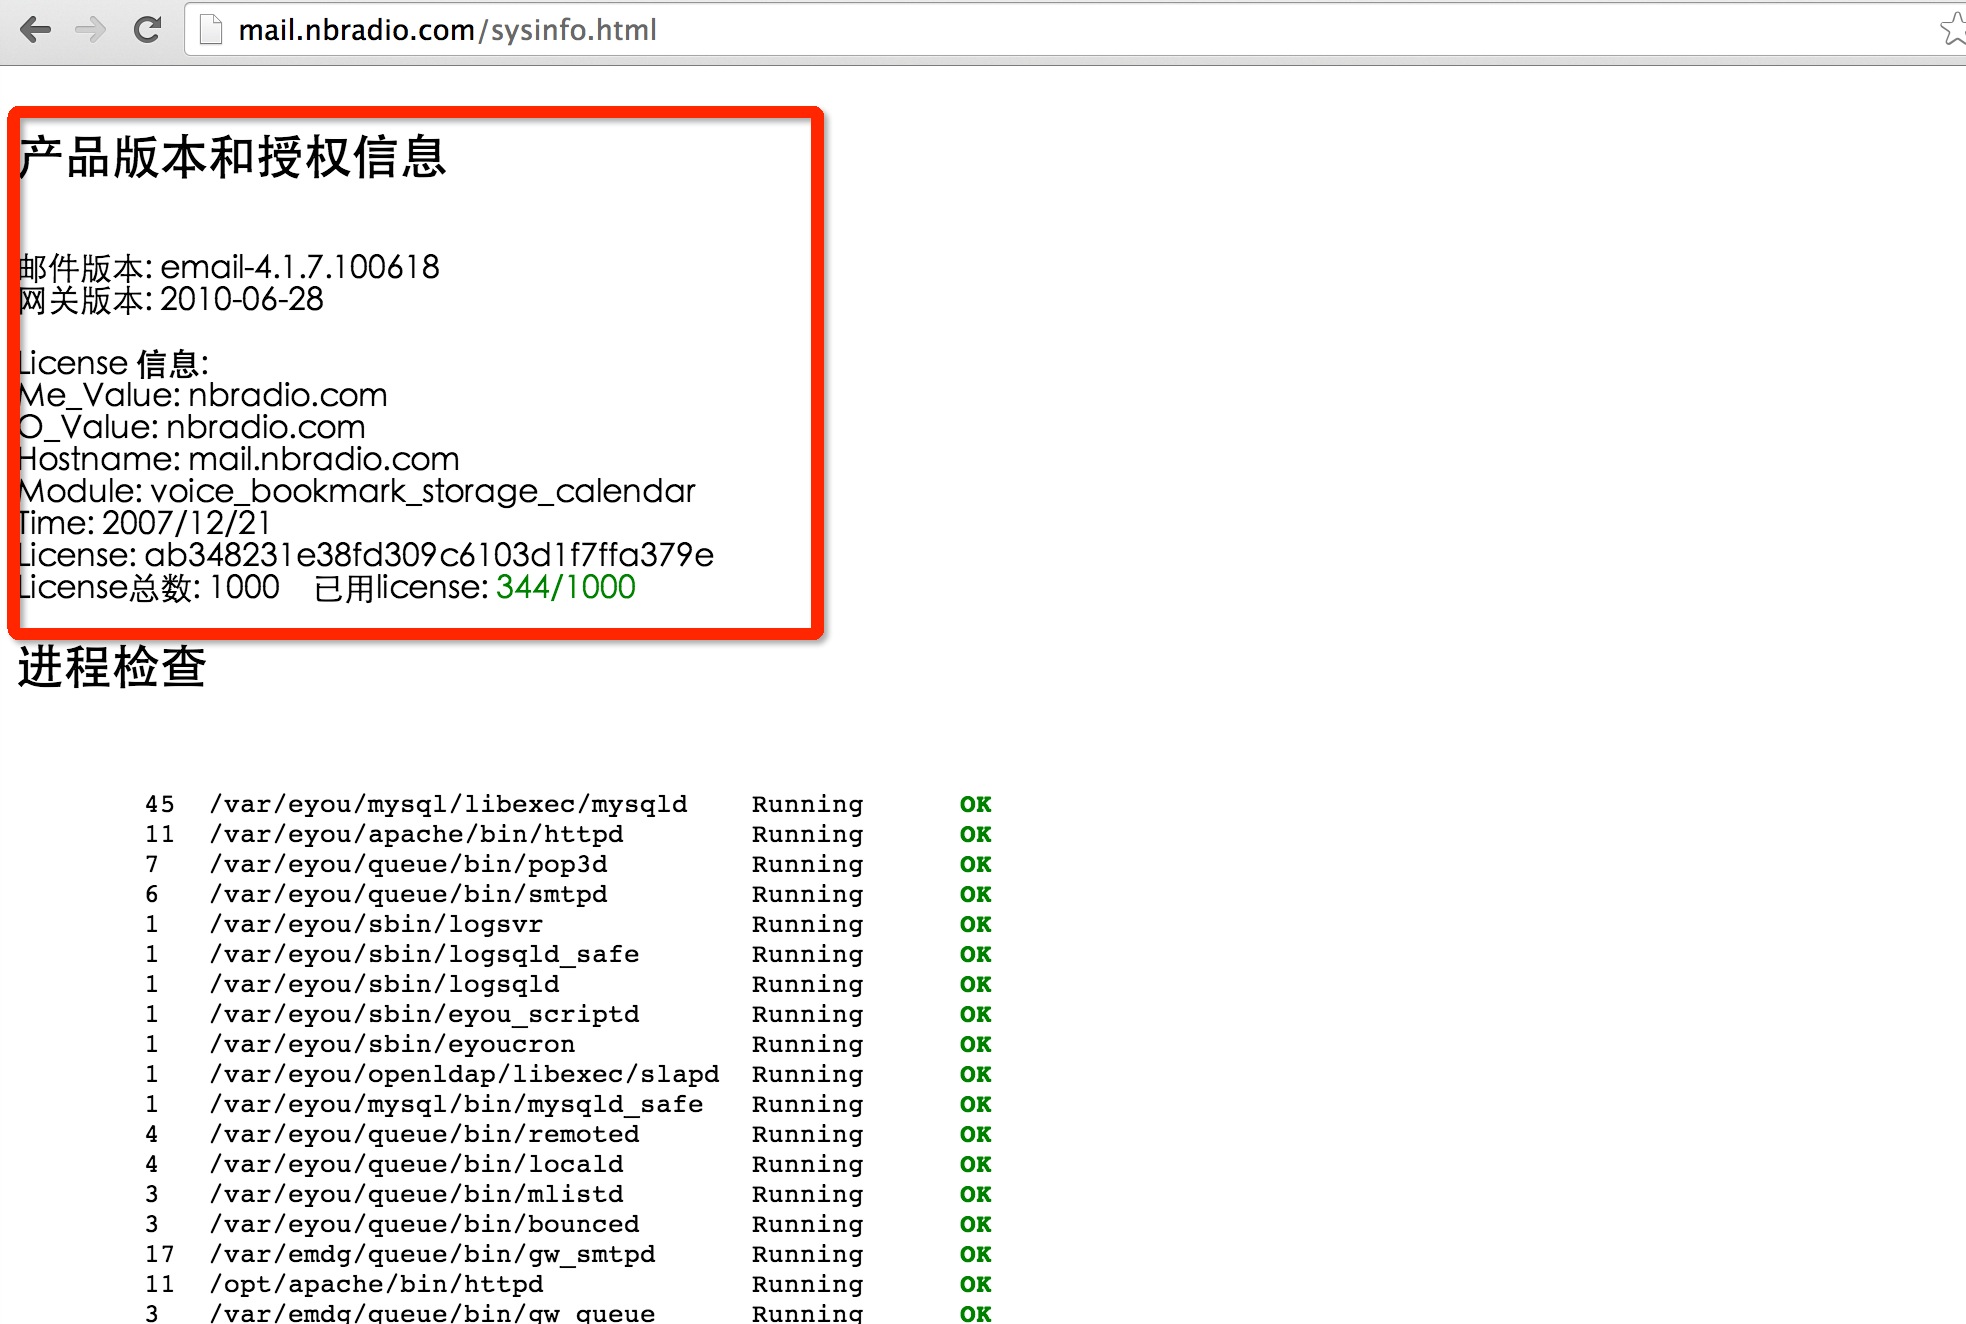 mail.nbradio.com/sysinfo.html
产品版本和授权信息
邮件版本: email-4.1.7.100618
网关版本: 2010-06-28
License 信息:
Me_Value: nbradio.com
O_Value: nbradio.com
Hostname: mail.nbradio.com
Module: voice_bookmark_storage_calendar
Time: 2007/12/21
License: ab348231e38fd309c6103d1f7ffa379e
License总数: 1000 已用license: 344/1000
进程检查
45 /var/eyou/mysql/libexec/mysqld Running OK
11 /var/eyou/apache/bin/httpd Running OK
7 /var/eyou/queue/bin/pop3d Running OK
6 /var/eyou/queue/bin/smtpd Running OK
1 /var/eyou/sbin/logsvr Running OK
1 /var/eyou/sbin/logsqld_safe Running OK
1 /var/eyou/sbin/logsqld Running OK
1 /var/eyou/sbin/eyou_scriptd Running OK
1 /var/eyou/sbin/eyoucron Running OK
1 /var/eyou/openldap/libexec/slapd Running OK
1 /var/eyou/mysql/bin/mysqld_safe Running OK
4 /var/eyou/queue/bin/remoted Running OK
4 /var/eyou/queue/bin/locald Running OK
3 /var/eyou/queue/bin/mlistd Running OK
3 /var/eyou/queue/bin/bounced Running OK
17 /var/emdg/queue/bin/gw_smtpd Running OK
11 /opt/apache/bin/httpd Running OK
3 /var/emdg/queue/bin/gw_queue Running OK